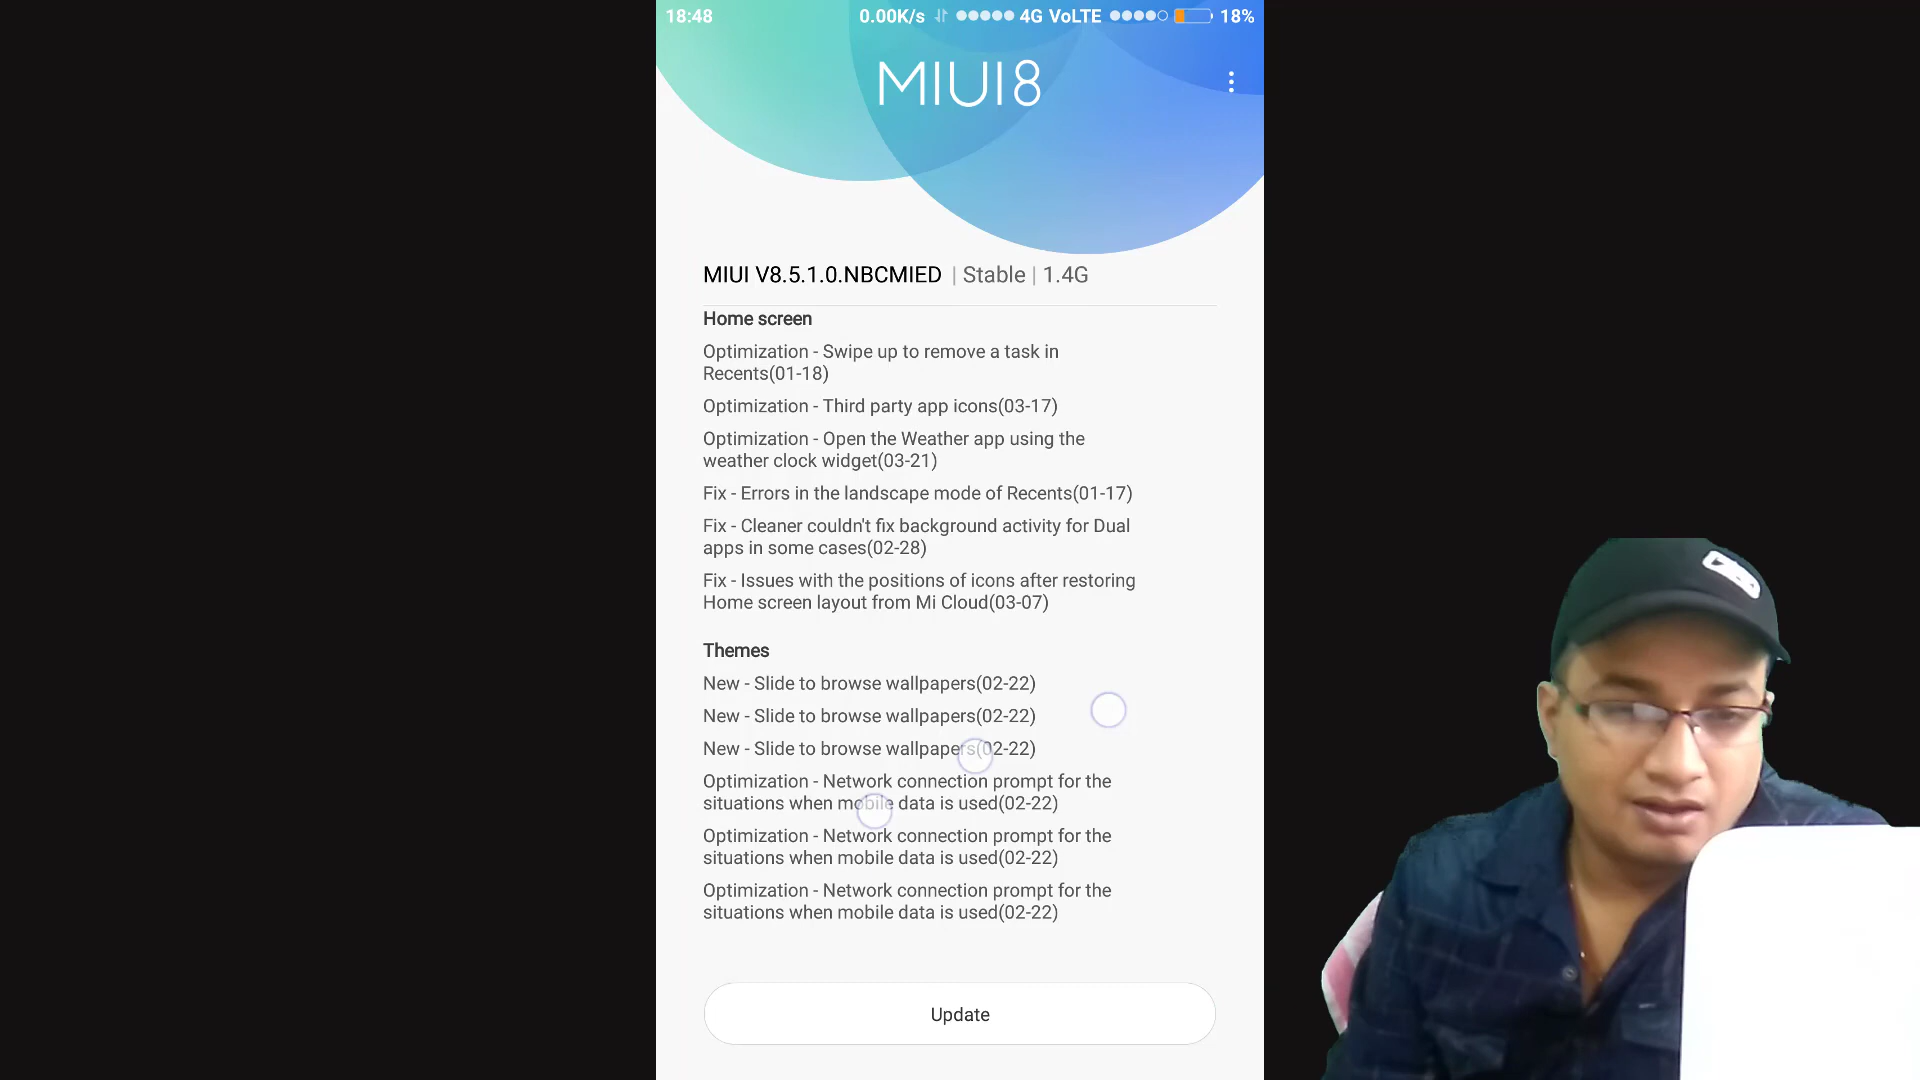 18:48 0.00K/s 4G VoLTE 18%
MIUI8
MIUI V8.5.1.0.NBCMIED | Stable | 1.4G
Home screen
Optimization - Swipe up to remove a task in
Recents(01-18)
Optimization - Third party app icons(03-17)
Optimization - Open the Weather app using the
weather clock widget(03-21)
Fix - Errors in the landscape mode of Recents(01-17)
Fix - Cleaner couldn't fix background activity for Dual
apps in some cases(02-28)
Fix - Issues with the positions of icons after restoring
Home screen layout from Mi Cloud(03-07)
Themes
New - Slide to browse wallpapers(02-22)
New - Slide to browse wallpapers(02-22)
New - Slide to browse wallpapers(02-22)
Optimization - Network connection prompt for the
situations when mobile data is used(02-22)
Optimization - Network connection prompt for the
situations when mobile data is used(02-22)
Optimization - Network connection prompt for the
situations when mobile data is used(02-22)
Update